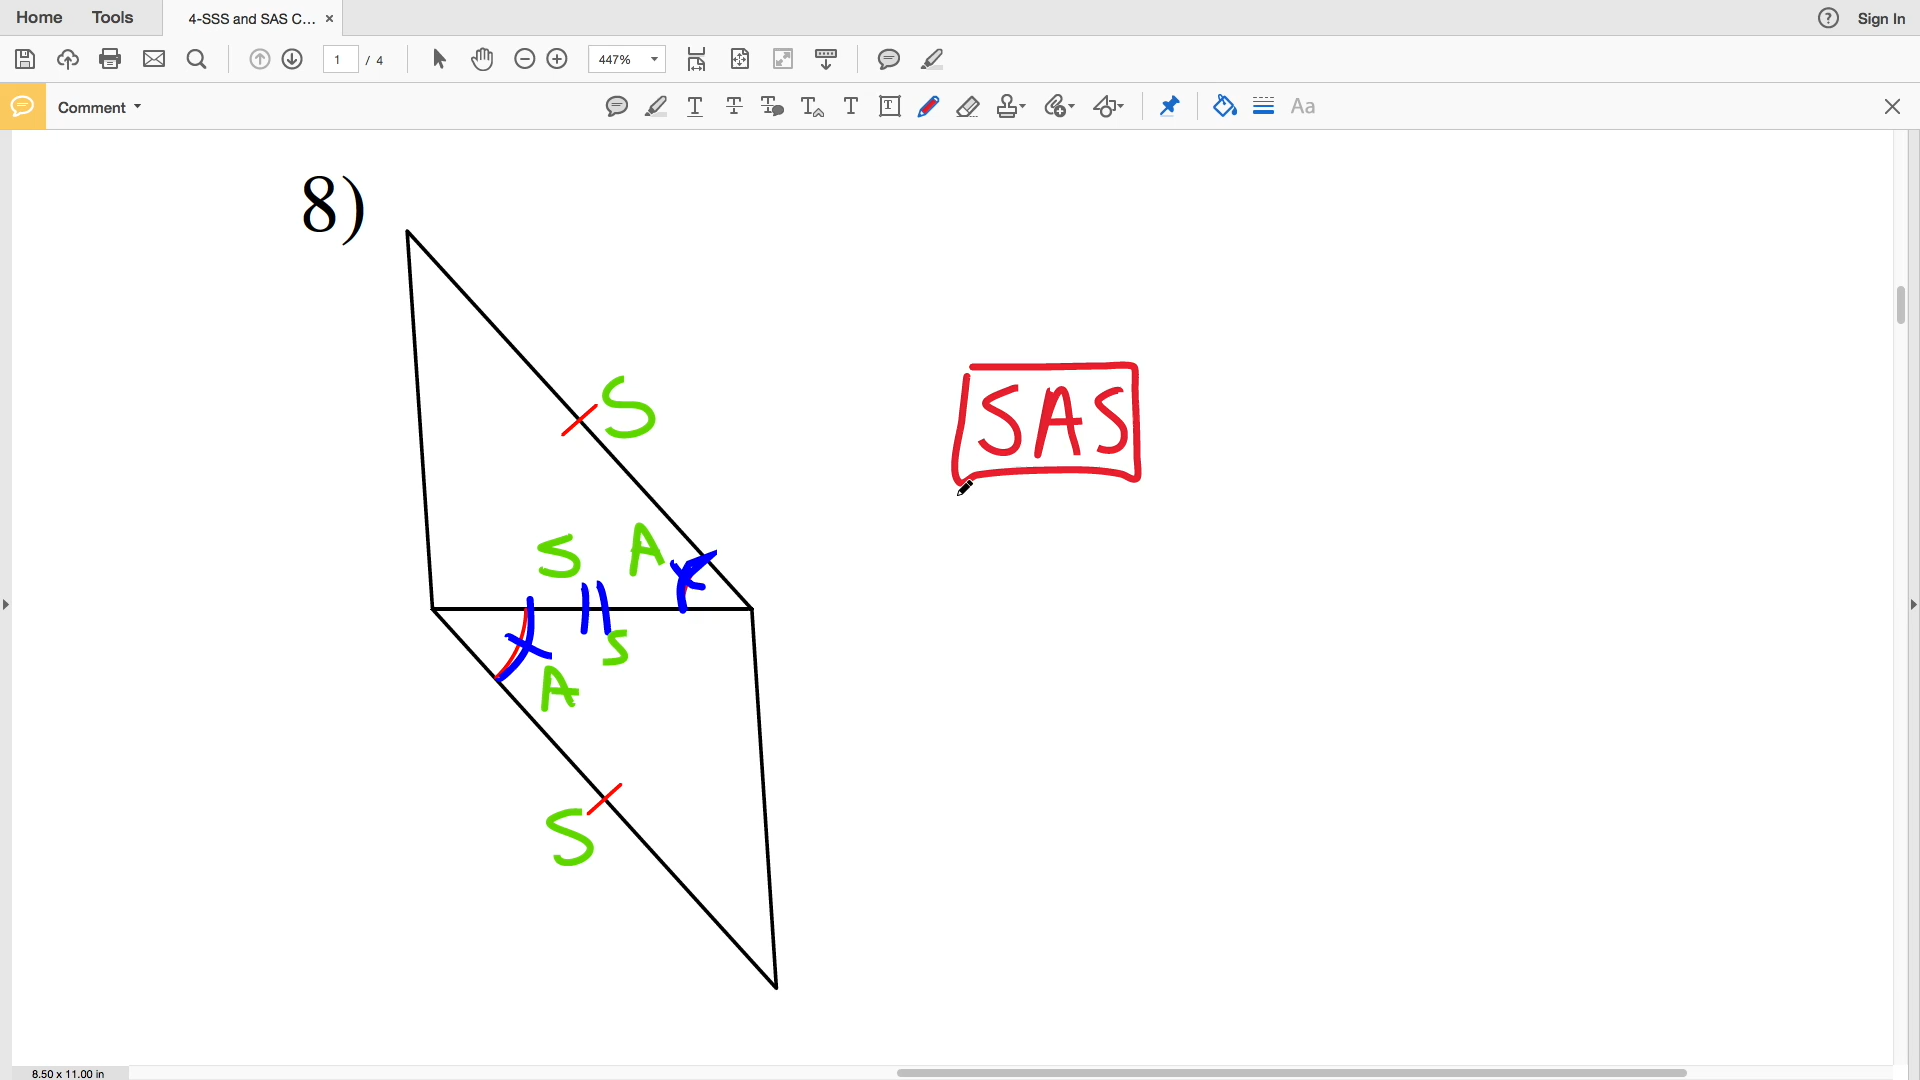 Home Tools 4-SSS and SAS C... × ? Sign In
1 / 4 447%
Comment T T T T T T Aa
8)
S
SAS
S A
S
A
S
8.50 x 11.00 in